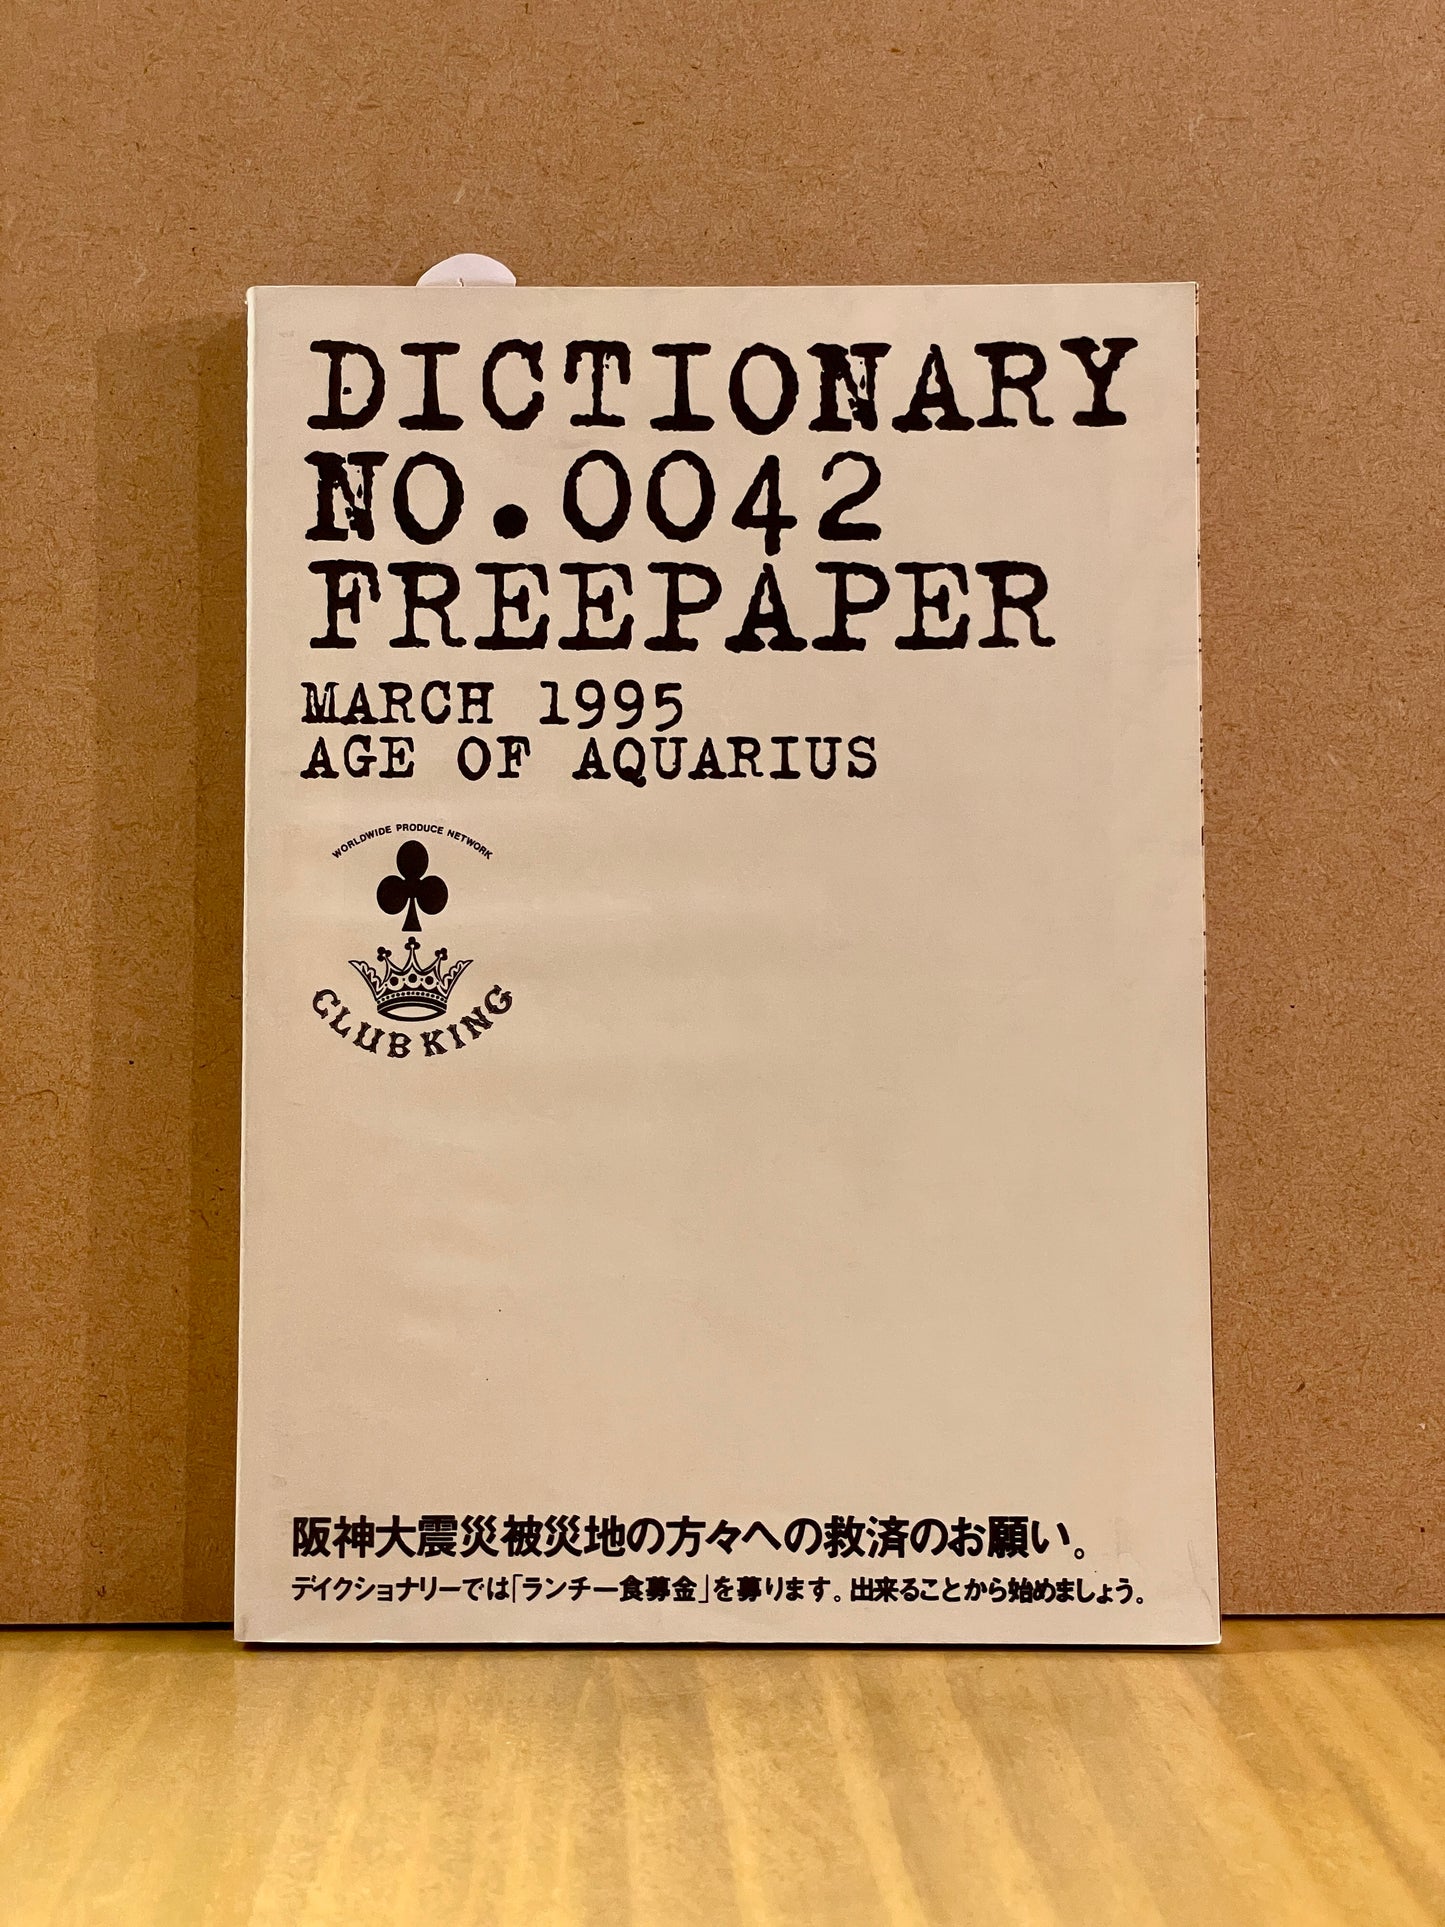 DICTIONARY
NO.0042
FREEPAPER
MARCH 1995
AGE OF AQUARIUS
WORLDWIDE PRODUCE NETWORK
CLUB KING
阪神大震災被災地の方々への救済のお願い。
デイクショナリーでは「ランチ一食募金」を募ります。出来ることから始めましょう。